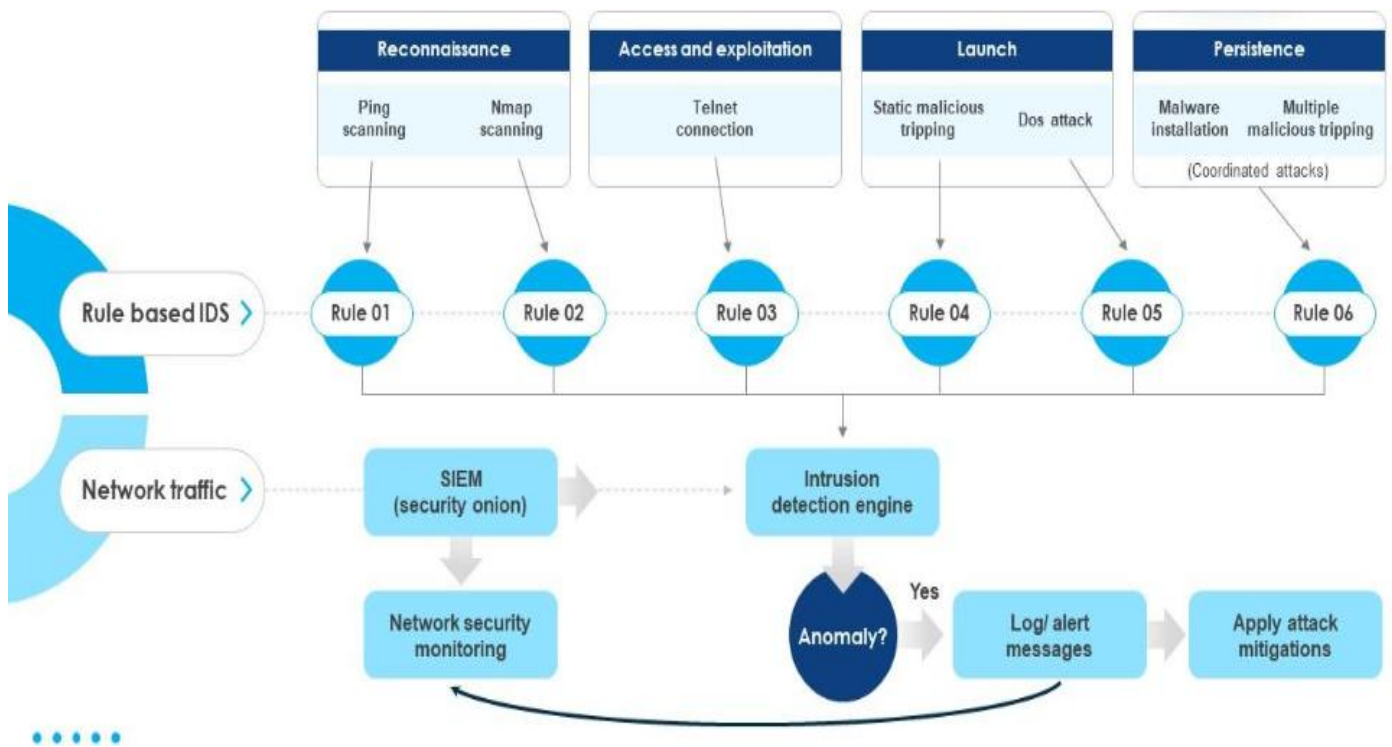 Reconnaissance
Access and exploitation
Launch
Persistence
Ping
scanning
Nmap
scanning
Telnet
connection
Static malicious
tripping
Dos attack
Malware
installation
Multiple
malicious tripping
(Coordinated attacks)
Rule based IDS
Rule 01
Rule 02
Rule 03
Rule 04
Rule 05
Rule 06
Network traffic
SIEM
(security onion)
Intrusion
detection engine
Network security
monitoring
Anomaly?
Yes
Log/ alert
messages
Apply attack
mitigations